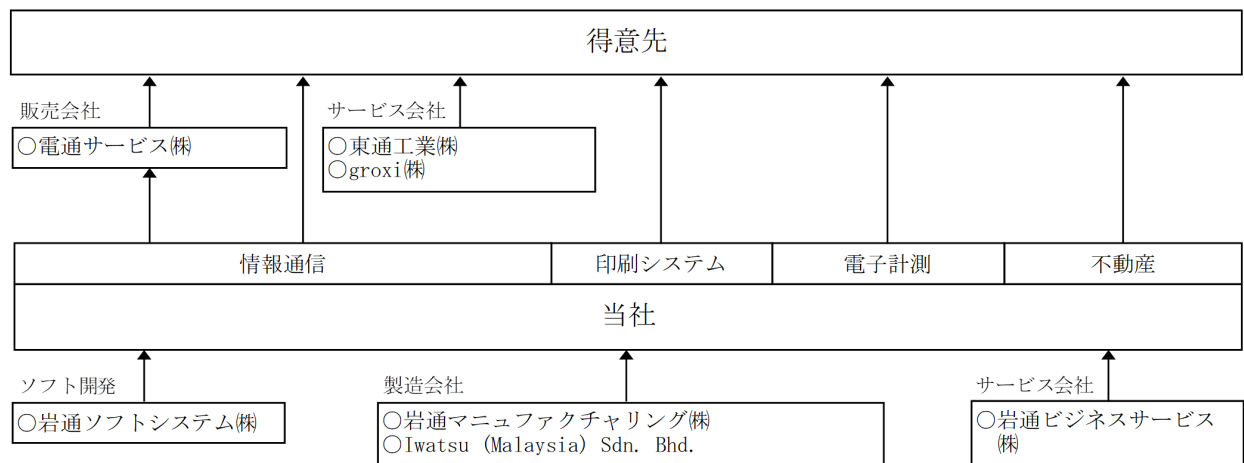 得意先
販売会社
○電通サービス㈱
サービス会社
○東通工業㈱
○groxi㈱
情報通信
印刷システム
電子計測
不動産
当社
ソフト開発
○岩通ソフトシステム㈱
製造会社
○岩通マニュファクチャリング㈱
○Iwatsu (Malaysia) Sdn. Bhd.
サービス会社
○岩通ビジネスサービス
㈱